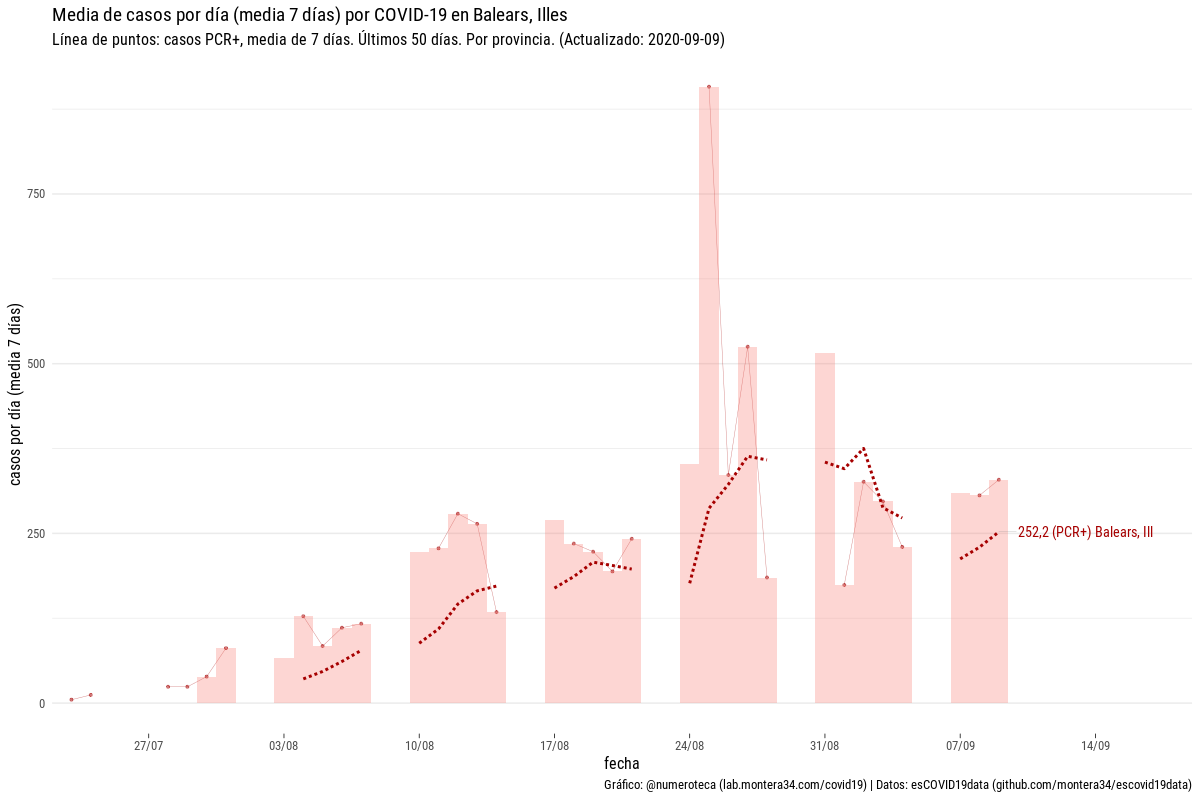 Media de casos por día (media 7 días) por COVID-19 en Balears, Illes
Línea de puntos: casos PCR+, media de 7 días. Últimos 50 días. Por provincia. (Actualizado: 2020-09-09)
casos por día (media 7 días)
750
500
250
0
252,2 (PCR+) Balears, Ill
27/07
03/08
10/08
17/08
24/08
31/08
07/09
14/09
fecha
Gráfico: @numeroteca (lab.montera34.com/covid19) | Datos: esCOVID19data (github.com/montera34/escovid19data)